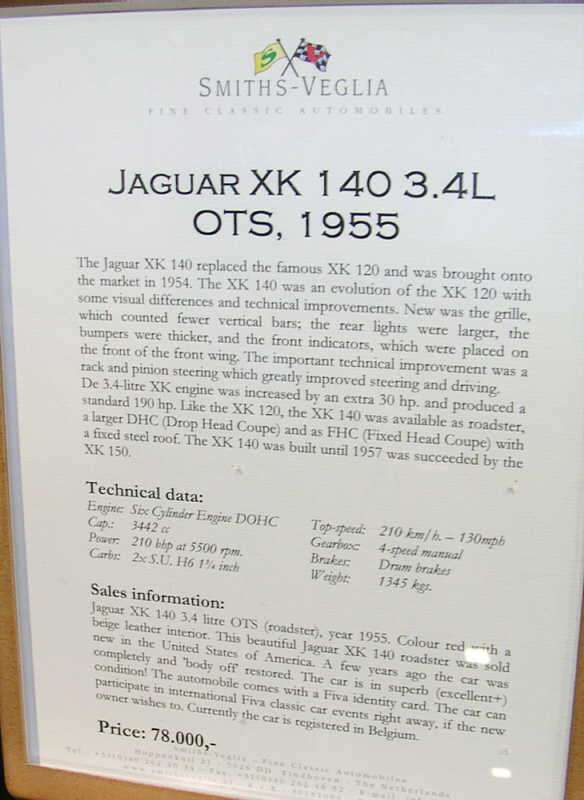 SMITHS-VEGLIA
FINE CLASSIC AUTOMOBILES
JAGUAR XK 140 3.4L
OTS, 1955
The Jaguar XK 140 replaced the famous XK 120 and was brought onto
the market in 1954. The XK 140 was an evolution of the XK 120 with
some visual differences and technical improvements. New was the grille,
which counted fewer vertical bars; the rear lights were larger, the
bumpers were thicker, and the front indicators, which were placed on
the front of the front wing. The important technical improvement was a
rack and pinion steering which greatly improved steering and driving.
De 3.4-litre XK engine was increased by an extra 30 hp. and produced a
standard 190 hp. Like the XK 120, the XK 140 was available as roadster,
a larger DHC (Drop Head Coupe) and as FHC (Fixed Head Coupe) with
a fixed steel roof. The XK 140 was built until 1957 was succeeded by the
XK 150.
Technical data:
Engine: Six Cylinder Engine DOHC
Cap.: 3442 cc
Power: 210 bhp at 5500 rpm.
Carbs: 2x S.U. H6 1¾ inch
Top-speed: 210 km/h. – 130mph
Gearbox: 4-speed manual
Brakes: Drum brakes
Weight: 1345 kgs.
Sales information:
Jaguar XK 140 3.4 litre OTS (roadster), year 1955. Colour red with a
beige leather interior. This beautiful Jaguar XK 140 roadster was sold
new in the United States of America. A few years ago the car was
completely and 'body off' restored. The car is in superb (excellent+)
condition! The automobile comes with a Fiva identity card. The car can
participate in international Fiva classic car events right away, if the new
owner wishes to. Currently the car is registered in Belgium.
Price: 78.000,-
Smiths Veglia - Fine Classic Automobiles
Eindhoven - The Netherlands